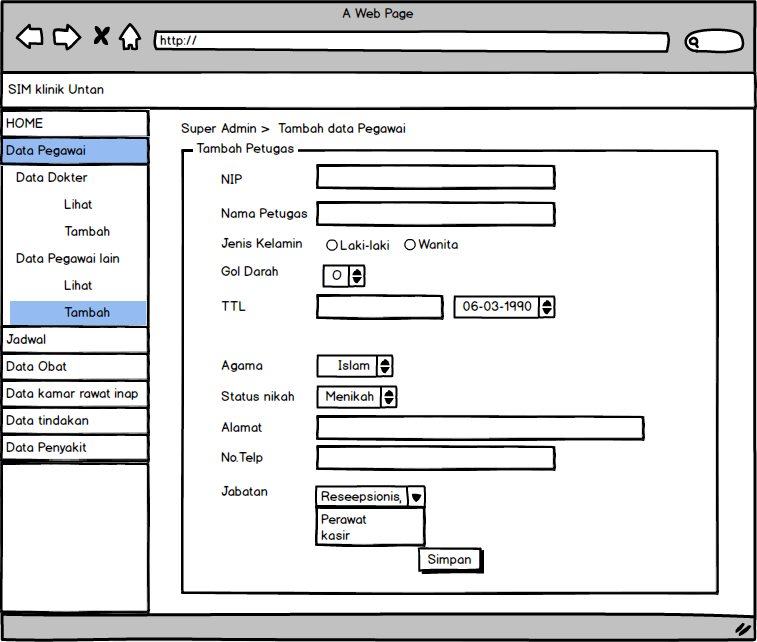 A Web Page
http://
SIM klinik Untan
HOME
Data Pegawai
Data Dokter
Lihat
Tambah
Data Pegawai lain
Lihat
Tambah
Jadwal
Data Obat
Data kamar rawat inap
Data tindakan
Data Penyakit
Super Admin > Tambah data Pegawai
Tambah Petugas
NIP
Nama Petugas
Jenis Kelamin Laki-laki Wanita
Gol Darah O
TTL 06-03-1990
Agama Islam
Status nikah Menikah
Alamat
No.Telp
Jabatan Reseepsionis,
Perawat
kasir
Simpan